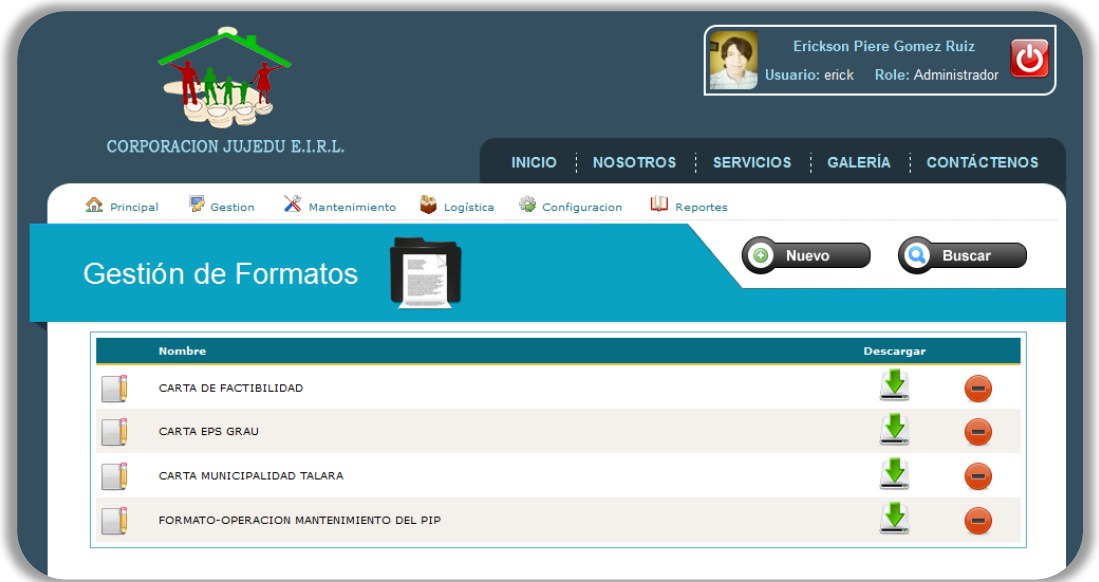 Erickson Piere Gomez Ruiz
Usuario: erick Role: Administrador
CORPORACION JUJEDU E.I.R.L.
INICIO NOSOTROS SERVICIOS GALERÍA CONTÁCTENOS
Principal Gestion Mantenimiento Logística Configuracion Reportes
Gestión de Formatos
Nuevo Buscar
Nombre Descargar
CARTA DE FACTIBILIDAD
CARTA EPS GRAU
CARTA MUNICIPALIDAD TALARA
FORMATO-OPERACION MANTENIMIENTO DEL PIP